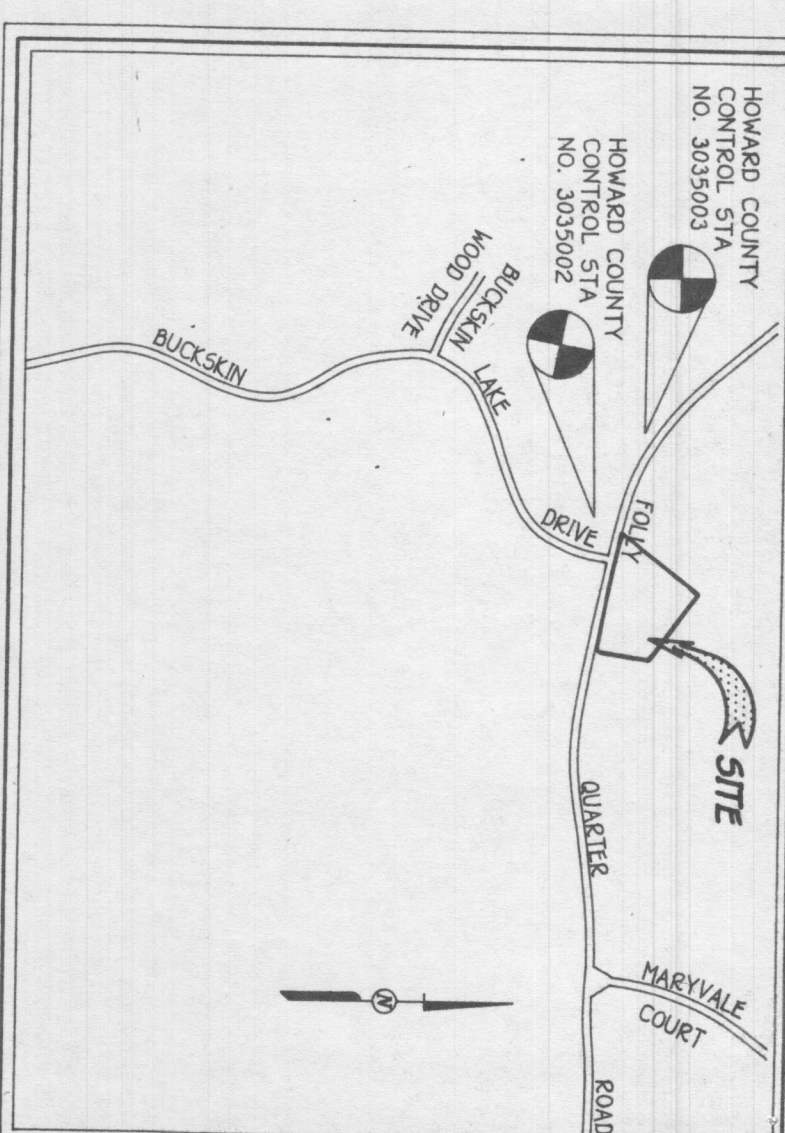 HOWARD COUNTY
CONTROL STA
NO. 3035003
HOWARD COUNTY
CONTROL STA
NO. 3035002
BUCKSKIN
WOOD DRIVE
BUCKSKIN
LAKE
DRIVE
FOLLY
QUARTER
ROAD
SITE
MARYVALE
COURT
N